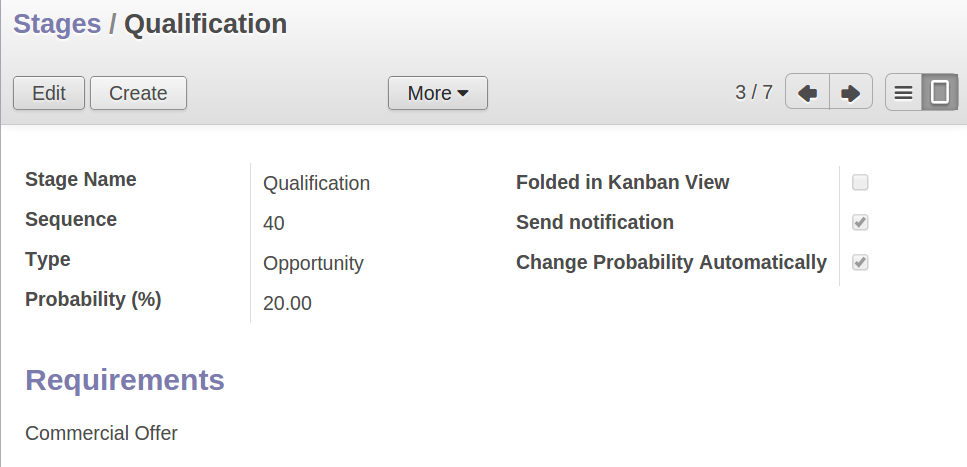 Stages / Qualification
Edit Create More 3 / 7
Stage Name Qualification
Sequence 40
Type Opportunity
Probability (%) 20.00
Folded in Kanban View
Send notification
Change Probability Automatically
Requirements
Commercial Offer